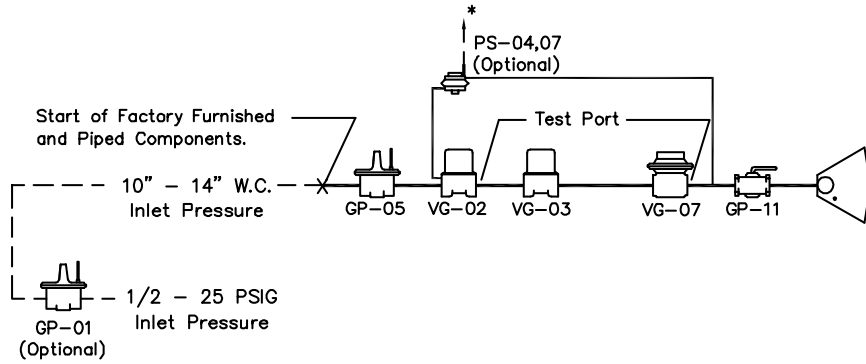 *
PS-04,07
(Optional)
Start of Factory Furnished
and Piped Components.
Test Port
10” - 14” W.C.
Inlet Pressure
GP-05
VG-02
VG-03
VG-07
GP-11
1/2 - 25 PSIG
Inlet Pressure
GP-01
(Optional)